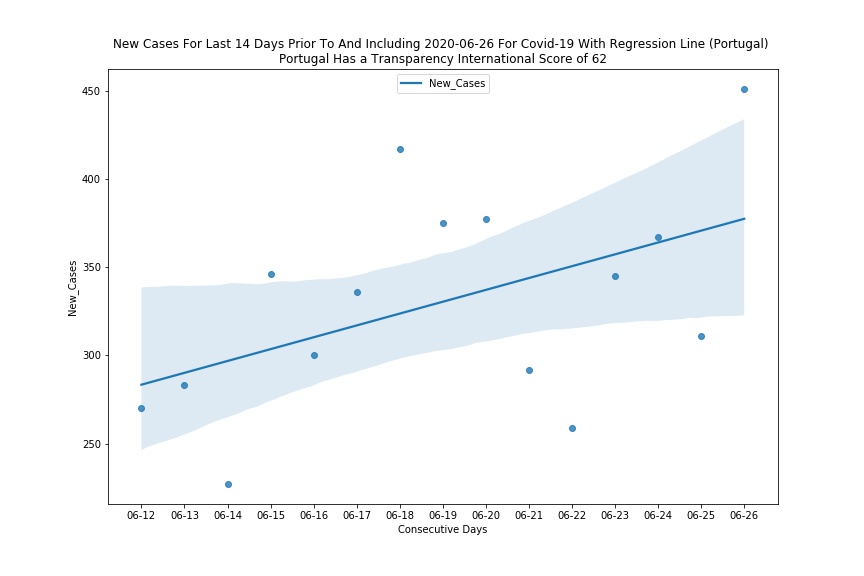 New Cases For Last 14 Days Prior To And Including 2020-06-26 For Covid-19 With Regression Line (Portugal)
Portugal Has a Transparency International Score of 62
New_Cases
450
400
350
300
250
New_Cases
06-12 06-13 06-14 06-15 06-16 06-17 06-18 06-19 06-20 06-21 06-22 06-23 06-24 06-25 06-26
Consecutive Days